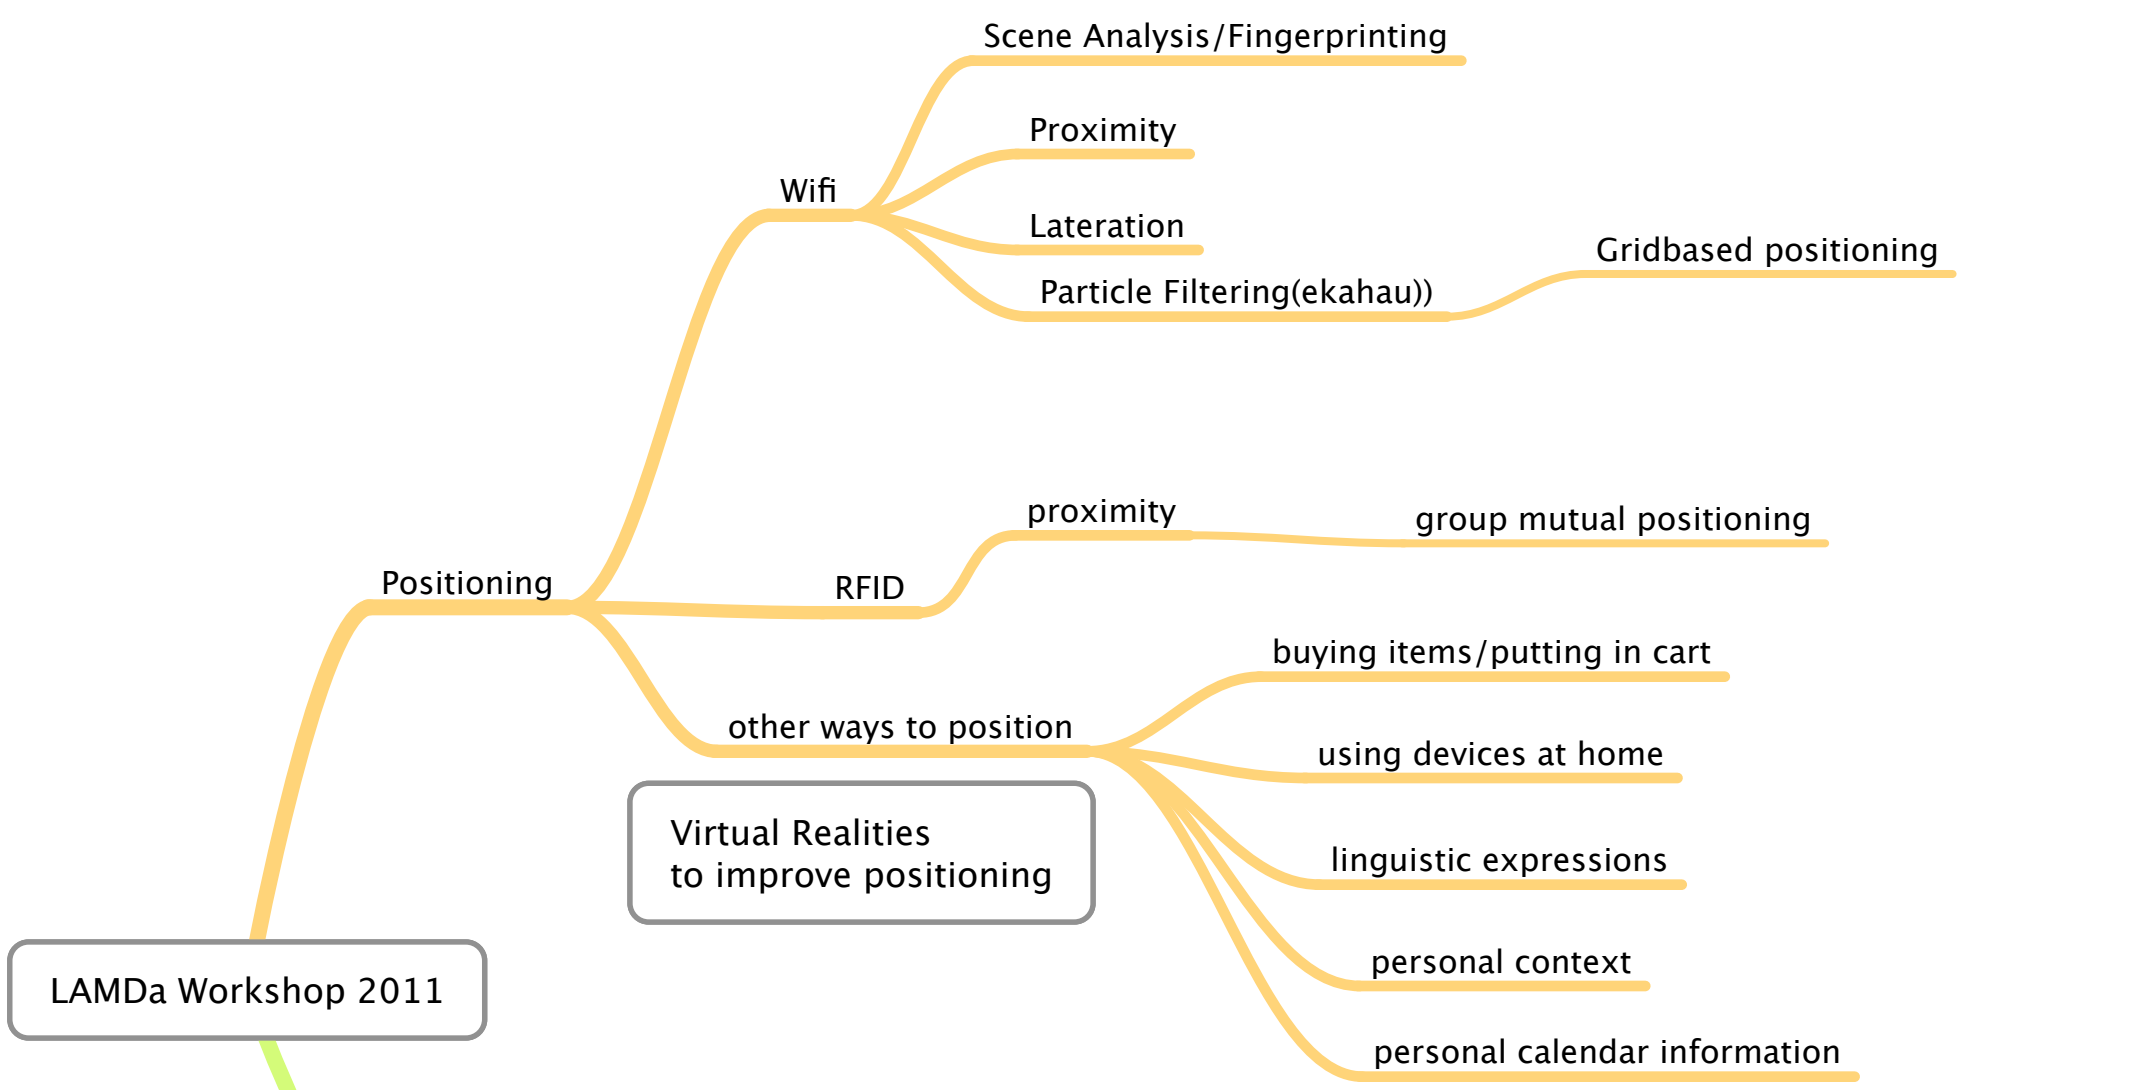 Scene Analysis/Fingerprinting
Proximity
Wifi
Lateration
Gridbased positioning
Particle Filtering(ekahau))
proximity
group mutual positioning
Positioning
RFID
buying items/putting in cart
other ways to position
using devices at home
Virtual Realities
to improve positioning
linguistic expressions
personal context
LAMDa Workshop 2011
personal calendar information